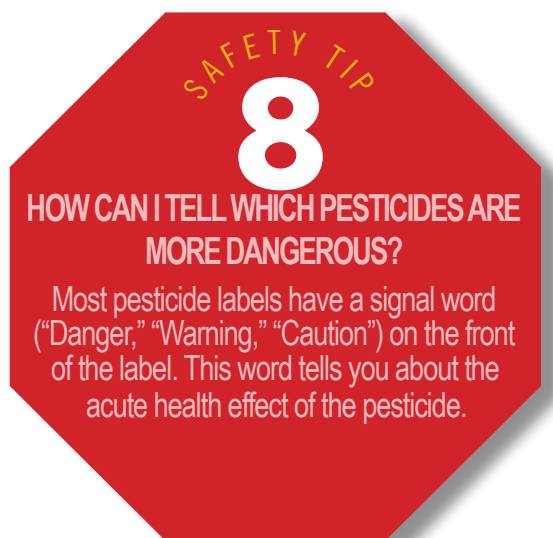 SAFETY TIP
8
HOW CAN I TELL WHICH PESTICIDES ARE
MORE DANGEROUS?
Most pesticide labels have a signal word
(“Danger,” “Warning,” “Caution”) on the front
of the label. This word tells you about the
acute health effect of the pesticide.